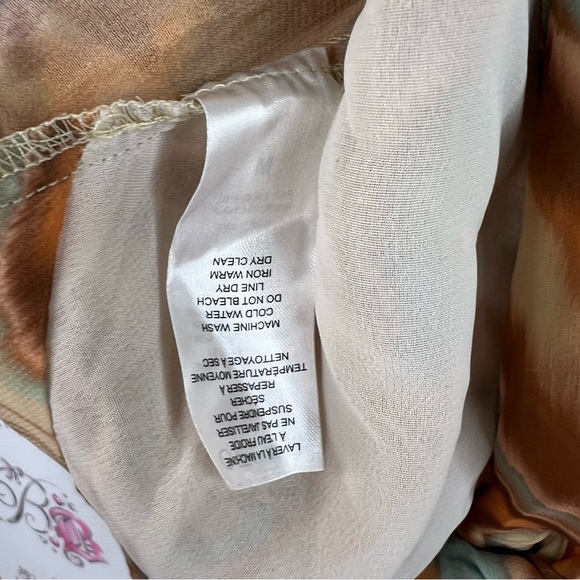 LAVER À LA MACHINE
À L'EAU FROIDE
NE PAS JAVELLISER
SUSPENDRE POUR
SÉCHER
REPASSER À
TEMPÉRATURE MOYENNE
NETTOYAGE À SEC
MACHINE WASH
COLD WATER
DO NOT BLEACH
LINE DRY
IRON WARM
DRY CLEAN
B